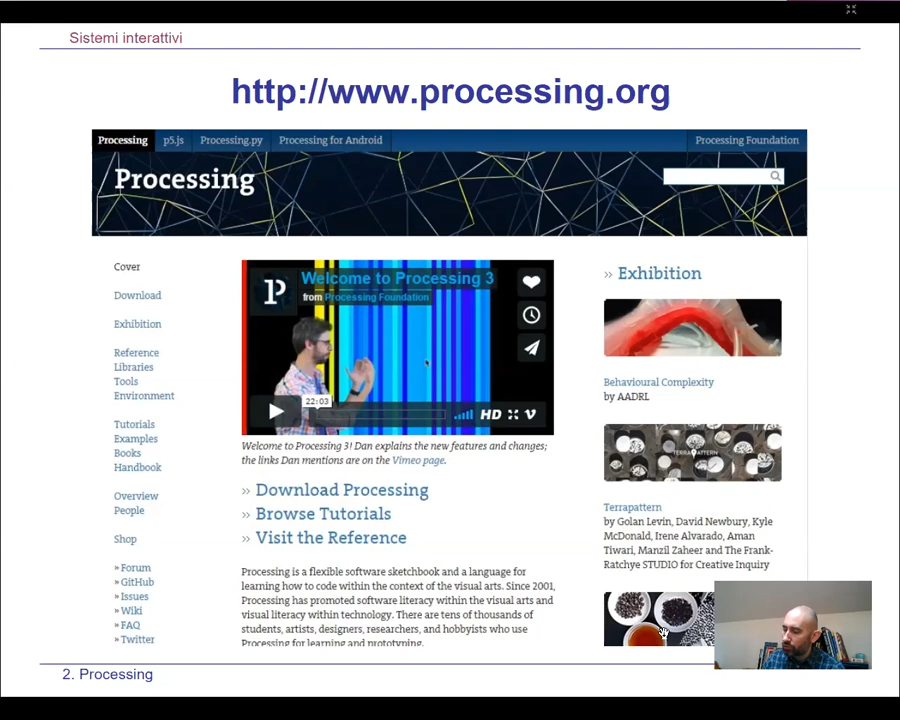 Sistemi interattivi
http://www.processing.org
Processing p5.js Processing.py Processing for Android Processing Foundation
Processing
Cover
Download
Exhibition
Reference
Libraries
Tools
Environment
Tutorials
Examples
Books
Handbook
Overview
People
Shop
» Forum
» GitHub
» Issues
» Wiki
» FAQ
» Twitter
Welcome to Processing 3
from Processing Foundation
22:03
HD
Welcome to Processing 3! Dan explains the new features and changes;
the links Dan mentions are on the Vimeo page.
» Download Processing
» Browse Tutorials
» Visit the Reference
Processing is a flexible software sketchbook and a language for
learning how to code within the context of the visual arts. Since 2001,
Processing has promoted software literacy within the visual arts and
visual literacy within technology. There are tens of thousands of
students, artists, designers, researchers, and hobbyists who use
Processing for learning and prototyping.
» Exhibition
Behavioural Complexity
by AADRL
TERRAPATTERN
Terrapattern
by Golan Levin, David Newbury, Kyle
McDonald, Irene Alvarado, Aman
Tiwari, Manzil Zaheer and The Frank-
Ratchye STUDIO for Creative Inquiry
2. Processing